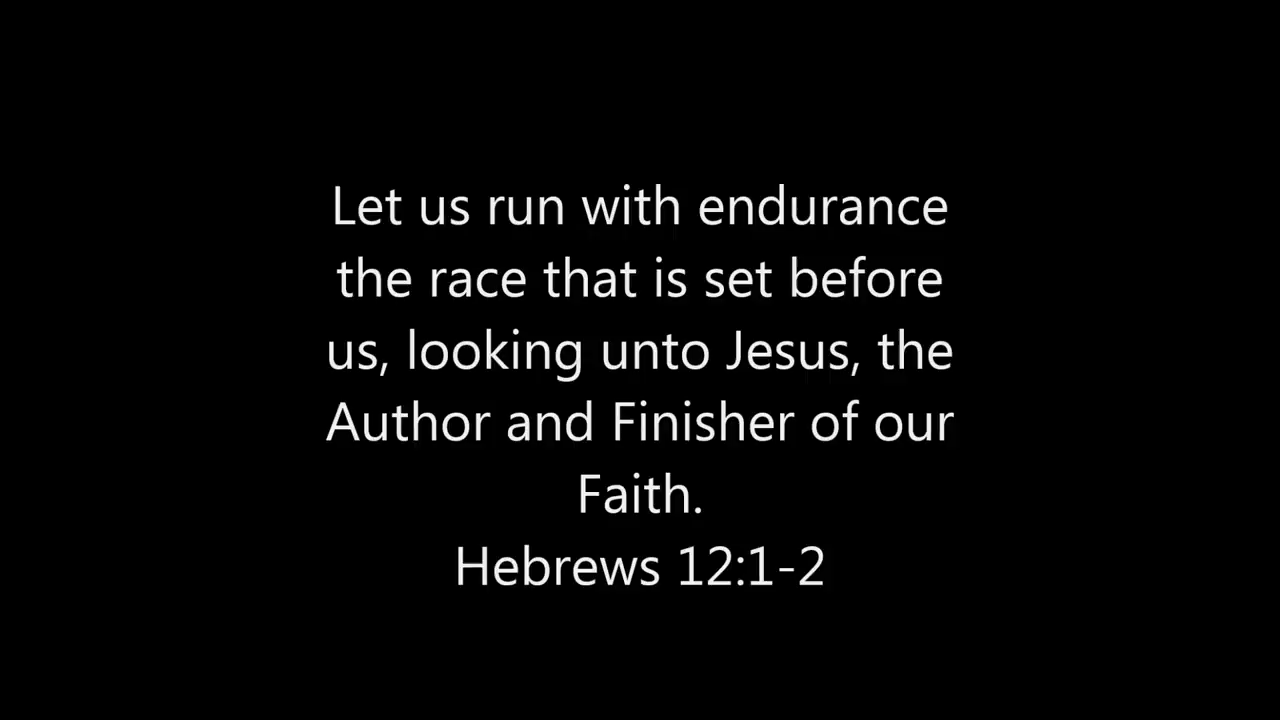 Let us run with endurance
the race that is set before
us, looking unto Jesus, the
Author and Finisher of our
Faith.
Hebrews 12:1-2